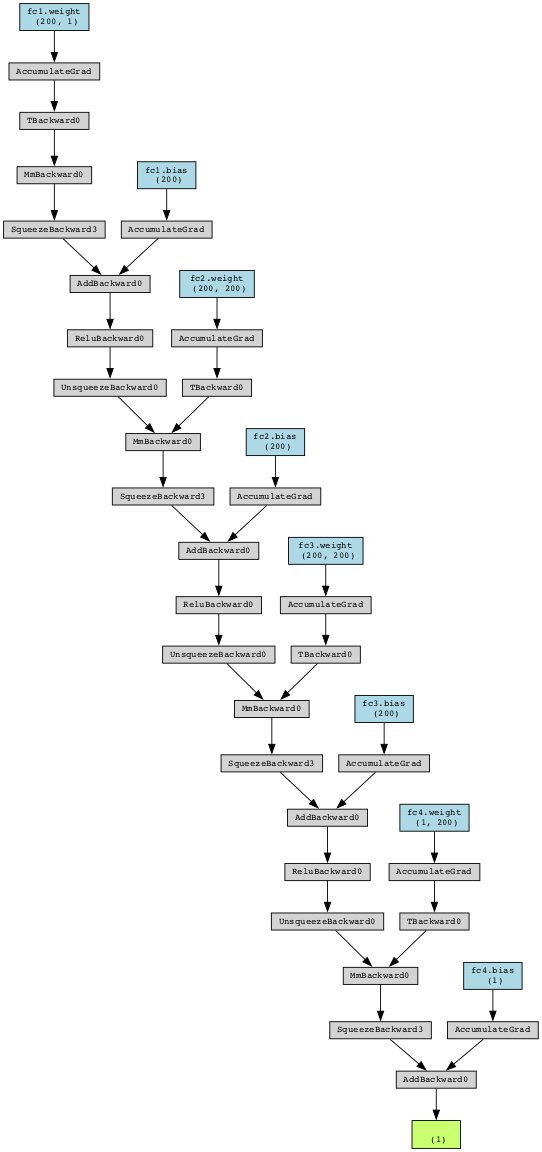 fc1.weight
(200, 1)
AccumulateGrad
TBackward0
MmBackward0
fc1.bias
(200)
SqueezeBackward3
AccumulateGrad
AddBackward0
fc2.weight
(200, 200)
ReluBackward0
AccumulateGrad
UnsqueezeBackward0
TBackward0
MmBackward0
fc2.bias
(200)
SqueezeBackward3
AccumulateGrad
AddBackward0
fc3.weight
(200, 200)
ReluBackward0
AccumulateGrad
UnsqueezeBackward0
TBackward0
MmBackward0
fc3.bias
(200)
SqueezeBackward3
AccumulateGrad
AddBackward0
fc4.weight
(1, 200)
ReluBackward0
AccumulateGrad
UnsqueezeBackward0
TBackward0
MmBackward0
fc4.bias
(1)
SqueezeBackward3
AccumulateGrad
AddBackward0
(1)